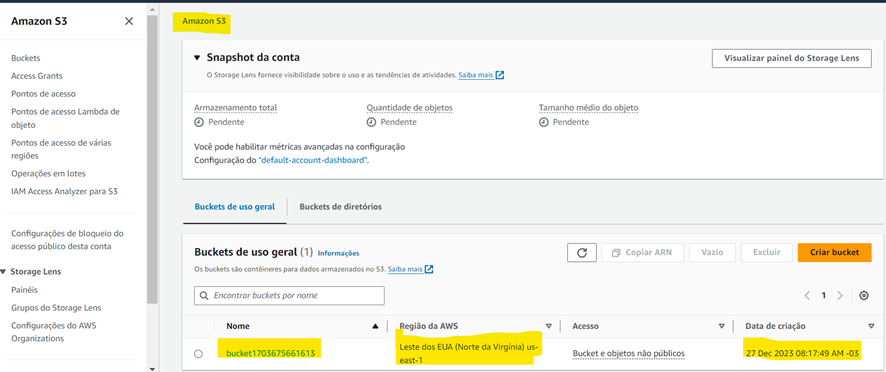 Amazon S3
Buckets
Access Grants
Pontos de acesso
Pontos de acesso Lambda de
objeto
Pontos de acesso de várias
regiões
Operações em lotes
IAM Access Analyzer para S3
Configurações de bloqueio do
acesso público desta conta
Storage Lens
Painéis
Grupos do Storage Lens
Configurações do AWS
Organizations
Amazon S3
Snapshot da conta
Visualizar painel do Storage Lens
O Storage Lens fornece visibilidade sobre o uso e as tendências de atividades. Saiba mais
Armazenamento total
Quantidade de objetos
Tamanho médio do objeto
Pendente
Pendente
Pendente
Você pode habilitar métricas avançadas na configuração
Configuração do "default-account-dashboard".
Buckets de uso geral
Buckets de diretórios
Buckets de uso geral (1) Informações
Os buckets são contêineres para dados armazenados no S3. Saiba mais
Copiar ARN
Vazio
Excluir
Criar bucket
Encontrar buckets por nome
1
Nome
Região da AWS
Acesso
Data de criação
bucket1703675661613
Leste dos EUA (Norte da Virgínia) us-
east-1
Bucket e objetos não públicos
27 Dec 2023 08:17:49 AM -03